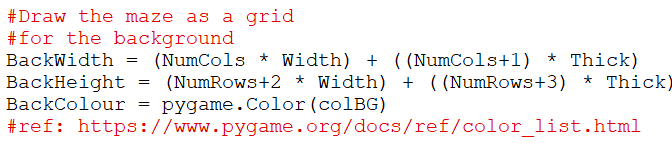 #Draw the maze as a grid
#for the background
BackWidth = (NumCols * Width) + ((NumCols+1) * Thick)
BackHeight = (NumRows+2 * Width) + ((NumRows+3) * Thick)
BackColour = pygame.Color(colBG)
#ref: https://www.pygame.org/docs/ref/color_list.html